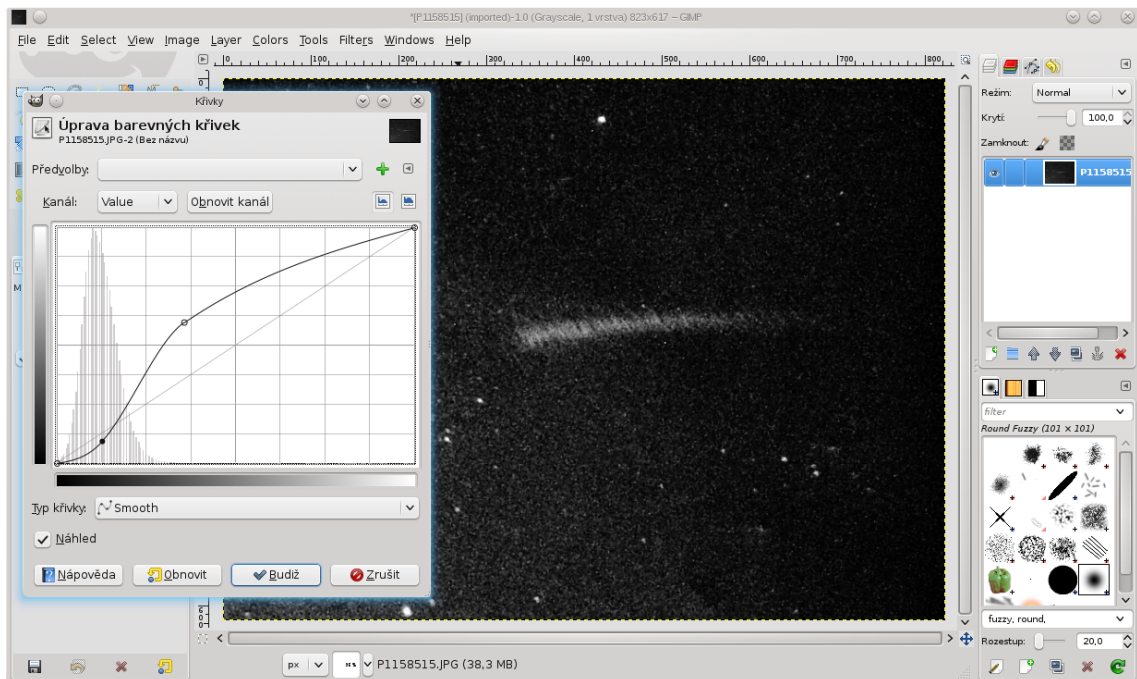 *[P1158515] (imported)-1.0 (Grayscale, 1 vrstva) 823x617 – GIMP
File Edit Select View Image Layer Colors Tools Filters Windows Help
0 100 200 300 400 500 600 700 800
Křivky
Úprava barevných křivek
P1158515.JPG-2 (Bez názvu)
Předvolby:
Kanál: Value Obnovit kanál
Typ křivky: Smooth
Náhled
Nápověda Obnovit Budiž Zrušit
Režim: Normal
Krytí: 100,0
Zamknout:
P1158515
filter
Round Fuzzy (101 × 101)
fuzzy, round,
Rozestup: 20,0
px P1158515.JPG (38,3 MB)